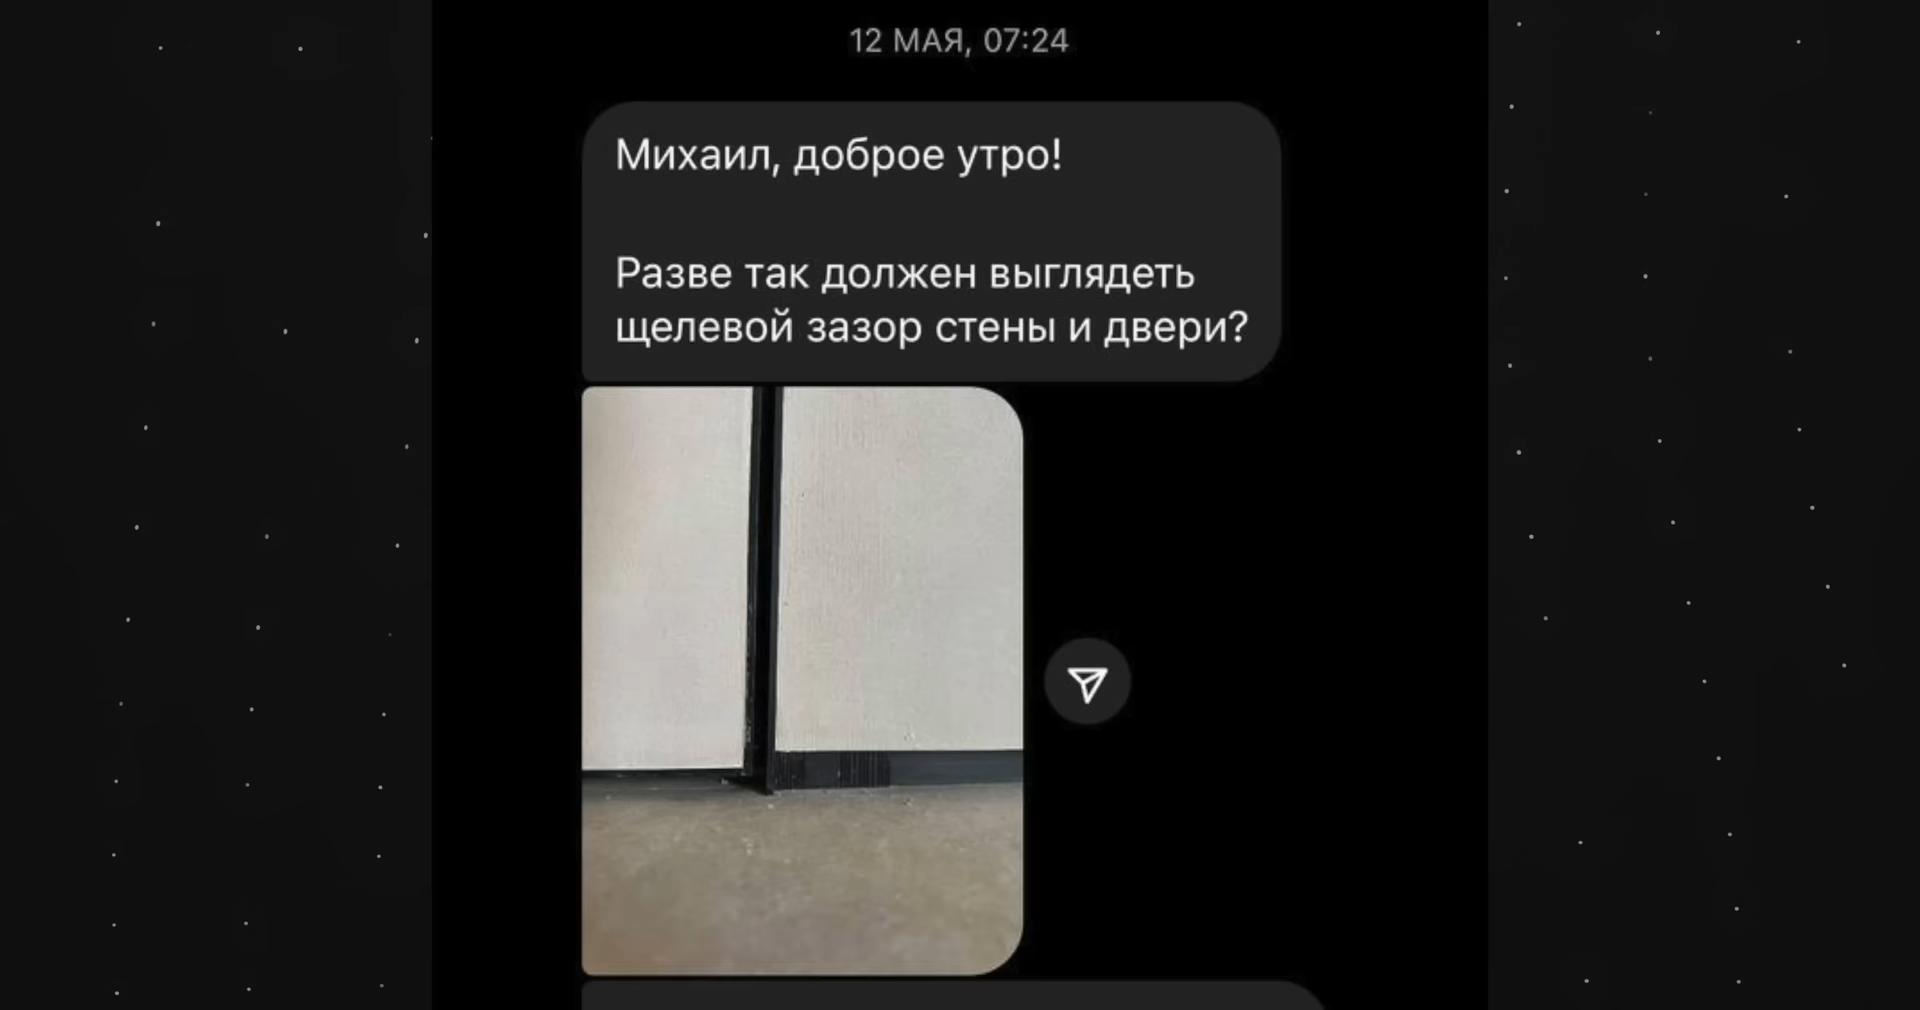 12 МАЯ, 07:24
Михаил, доброе утро!
Разве так должен выглядеть
щелевой зазор стены и двери?